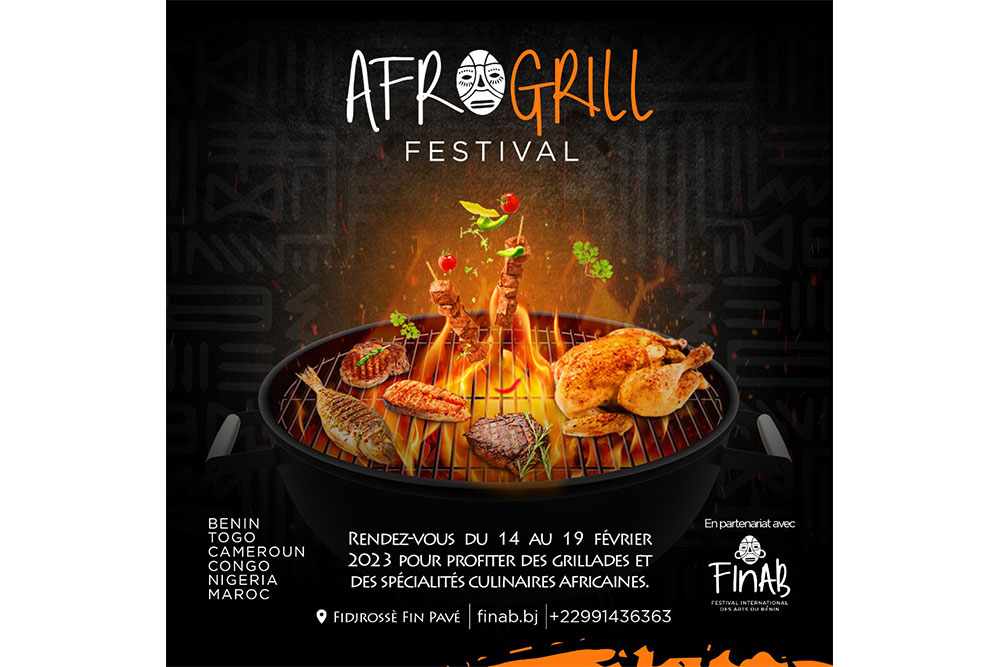 AFROGRILL
FESTIVAL
BENIN
TOGO
CAMEROUN
CONGO
NIGERIA
MAROC
RENDEZ-VOUS DU 14 AU 19 FÉVRIER
2023 POUR PROFITER DES GRILLADES ET
DES SPÉCIALITÉS CULINAIRES AFRICAINES.
FIDJROSSÈ FIN PAVÉ | finab.bj | +22991436363
En partenariat avec
FInAB
FESTIVAL INTERNATIONAL
DES ARTS DU BÉNIN